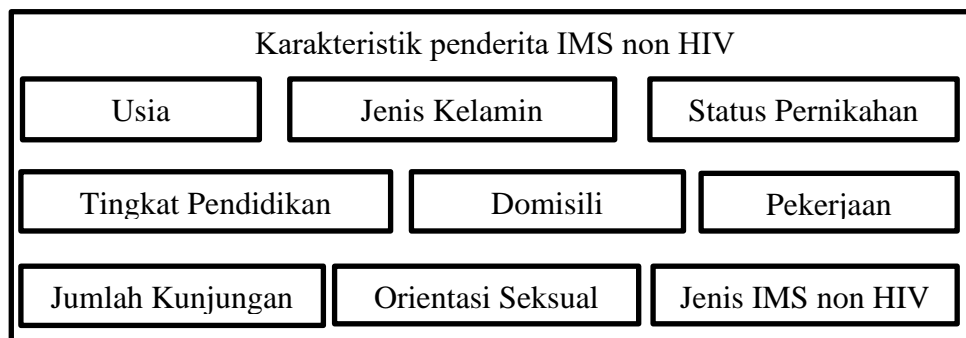 Karakteristik penderita IMS non HIV
Usia Jenis Kelamin Status Pernikahan
Tingkat Pendidikan Domisili Pekerjaan
Jumlah Kunjungan Orientasi Seksual Jenis IMS non HIV